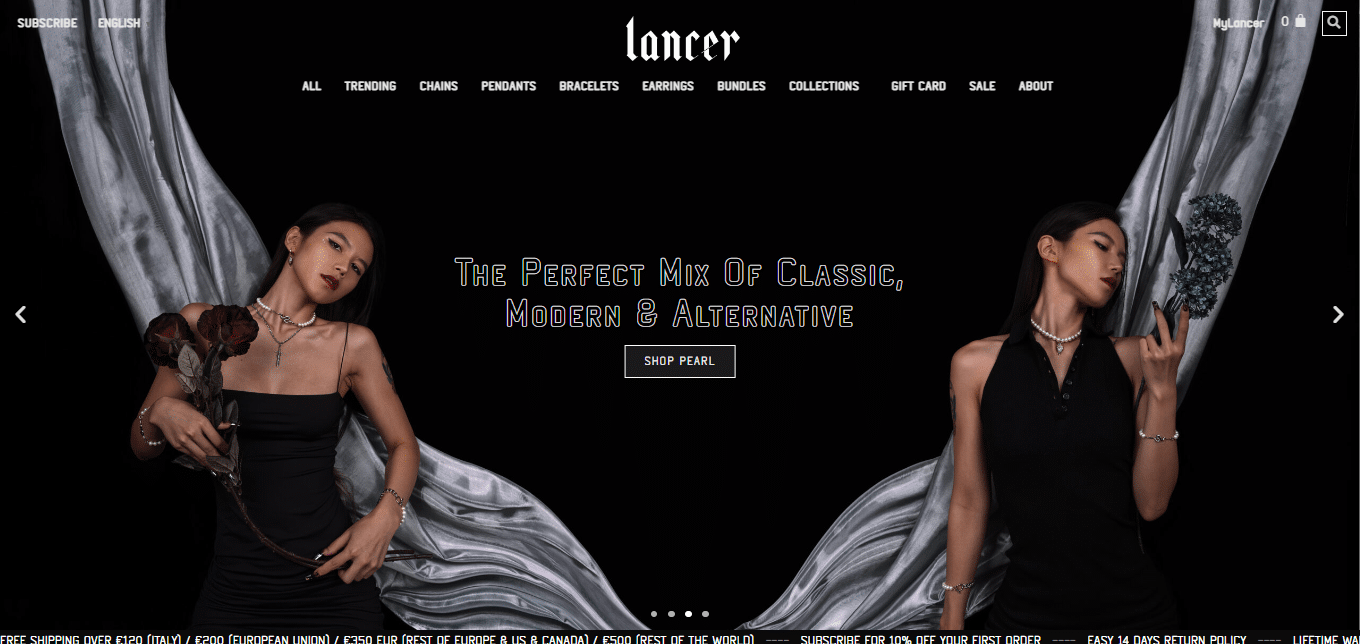 SUBSCRIBE ENGLISH
lancer
MyLancer 0
ALL TRENDING CHAINS PENDANTS BRACELETS EARRINGS BUNDLES COLLECTIONS GIFT CARD SALE ABOUT
The Perfect Mix Of Classic,
Modern & Alternative
SHOP PEARL
FREE SHIPPING OVER €120 (ITALY) / €200 (EUROPEAN UNION) / €350 EUR (REST OF EUROPE & US & CANADA) / €500 (REST OF THE WORLD) ---- SUBSCRIBE FOR 10% OFF YOUR FIRST ORDER ---- EASY 14 DAYS RETURN POLICY ---- LIFETIME WA